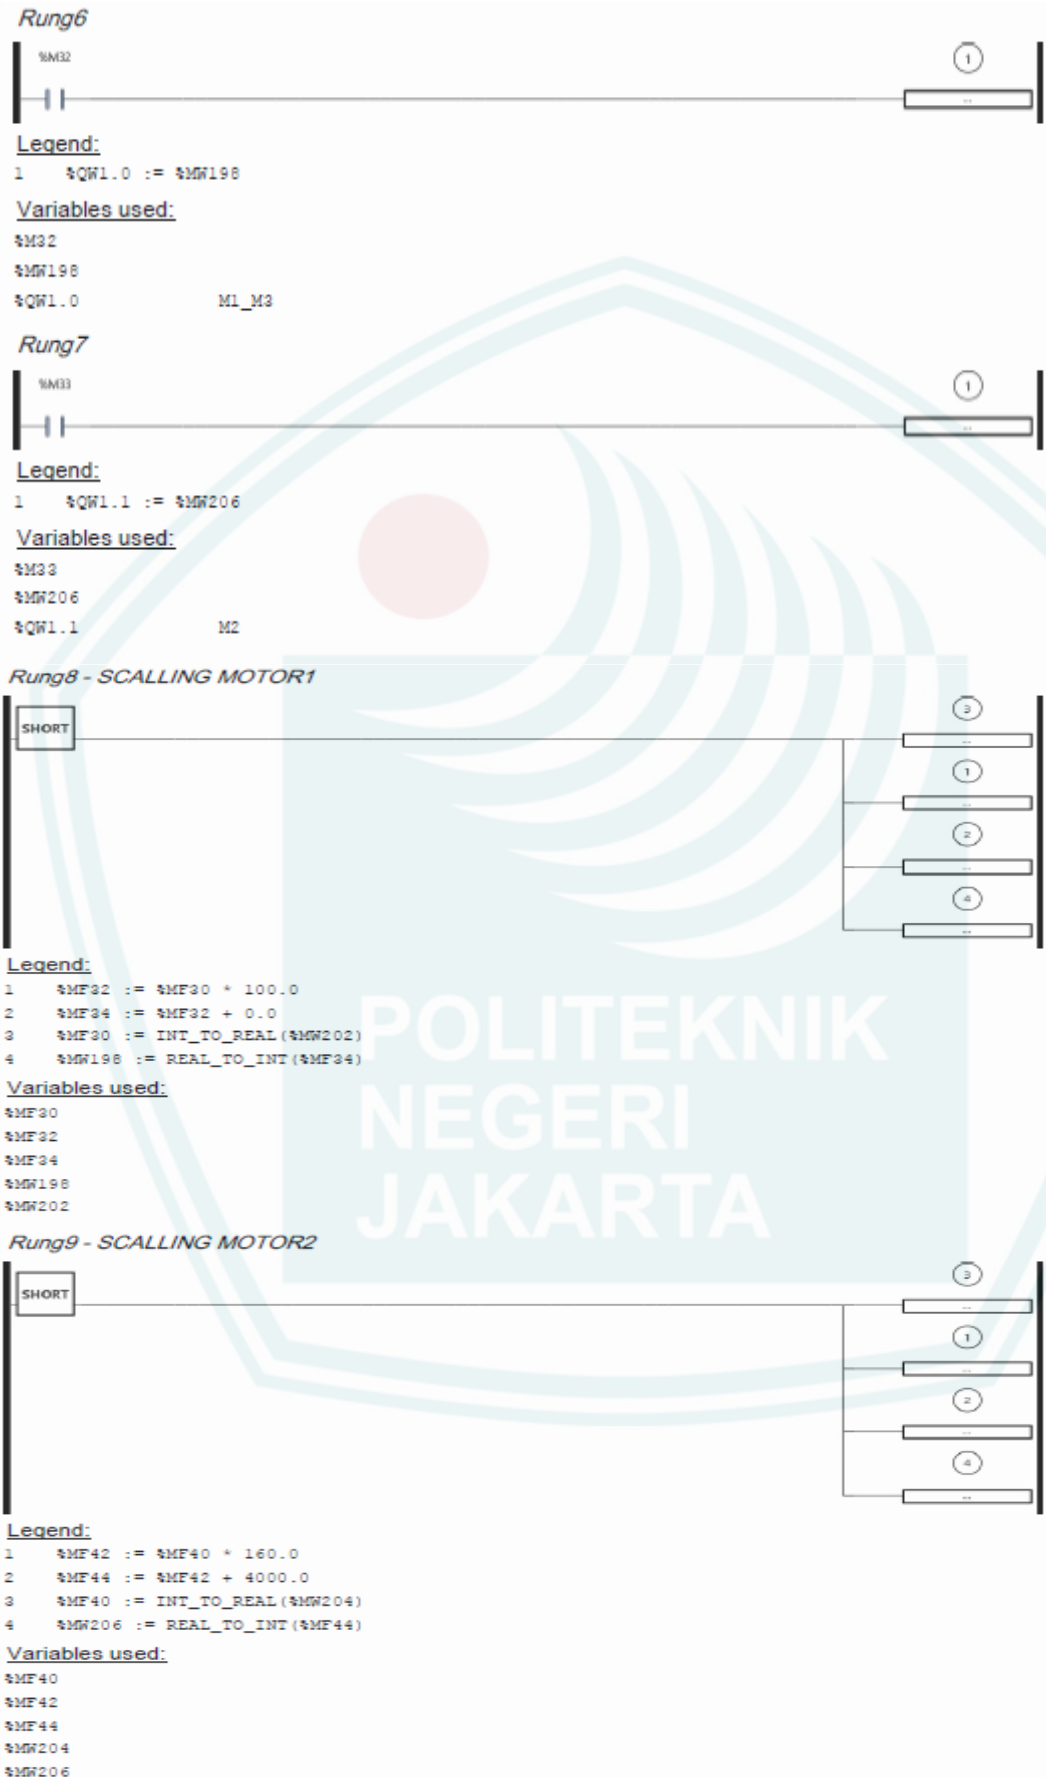 Rung6
%M32
1
...
Legend:
1 %QW1.0 := %MW198
Variables used:
%M32
%MW198
%QW1.0 M1_M3
Rung7
%M33
1
...
Legend:
1 %QW1.1 := %MW206
Variables used:
%M33
%MW206
%QW1.1 M2
Rung8 - SCALLING MOTOR1
SHORT
3
...
1
...
2
...
4
...
Legend:
1 %MF32 := %MF30 * 100.0
2 %MF34 := %MF32 + 0.0
3 %MF30 := INT_TO_REAL(%MW202)
4 %MW198 := REAL_TO_INT(%MF34)
Variables used:
%MF30
%MF32
%MF34
%MW198
%MW202
POLITEKNIK
NEGERI
JAKARTA
Rung9 - SCALLING MOTOR2
SHORT
3
...
1
...
2
...
4
...
Legend:
1 %MF42 := %MF40 * 160.0
2 %MF44 := %MF42 + 4000.0
3 %MF40 := INT_TO_REAL(%MW204)
4 %MW206 := REAL_TO_INT(%MF44)
Variables used:
%MF40
%MF42
%MF44
%MW204
%MW206